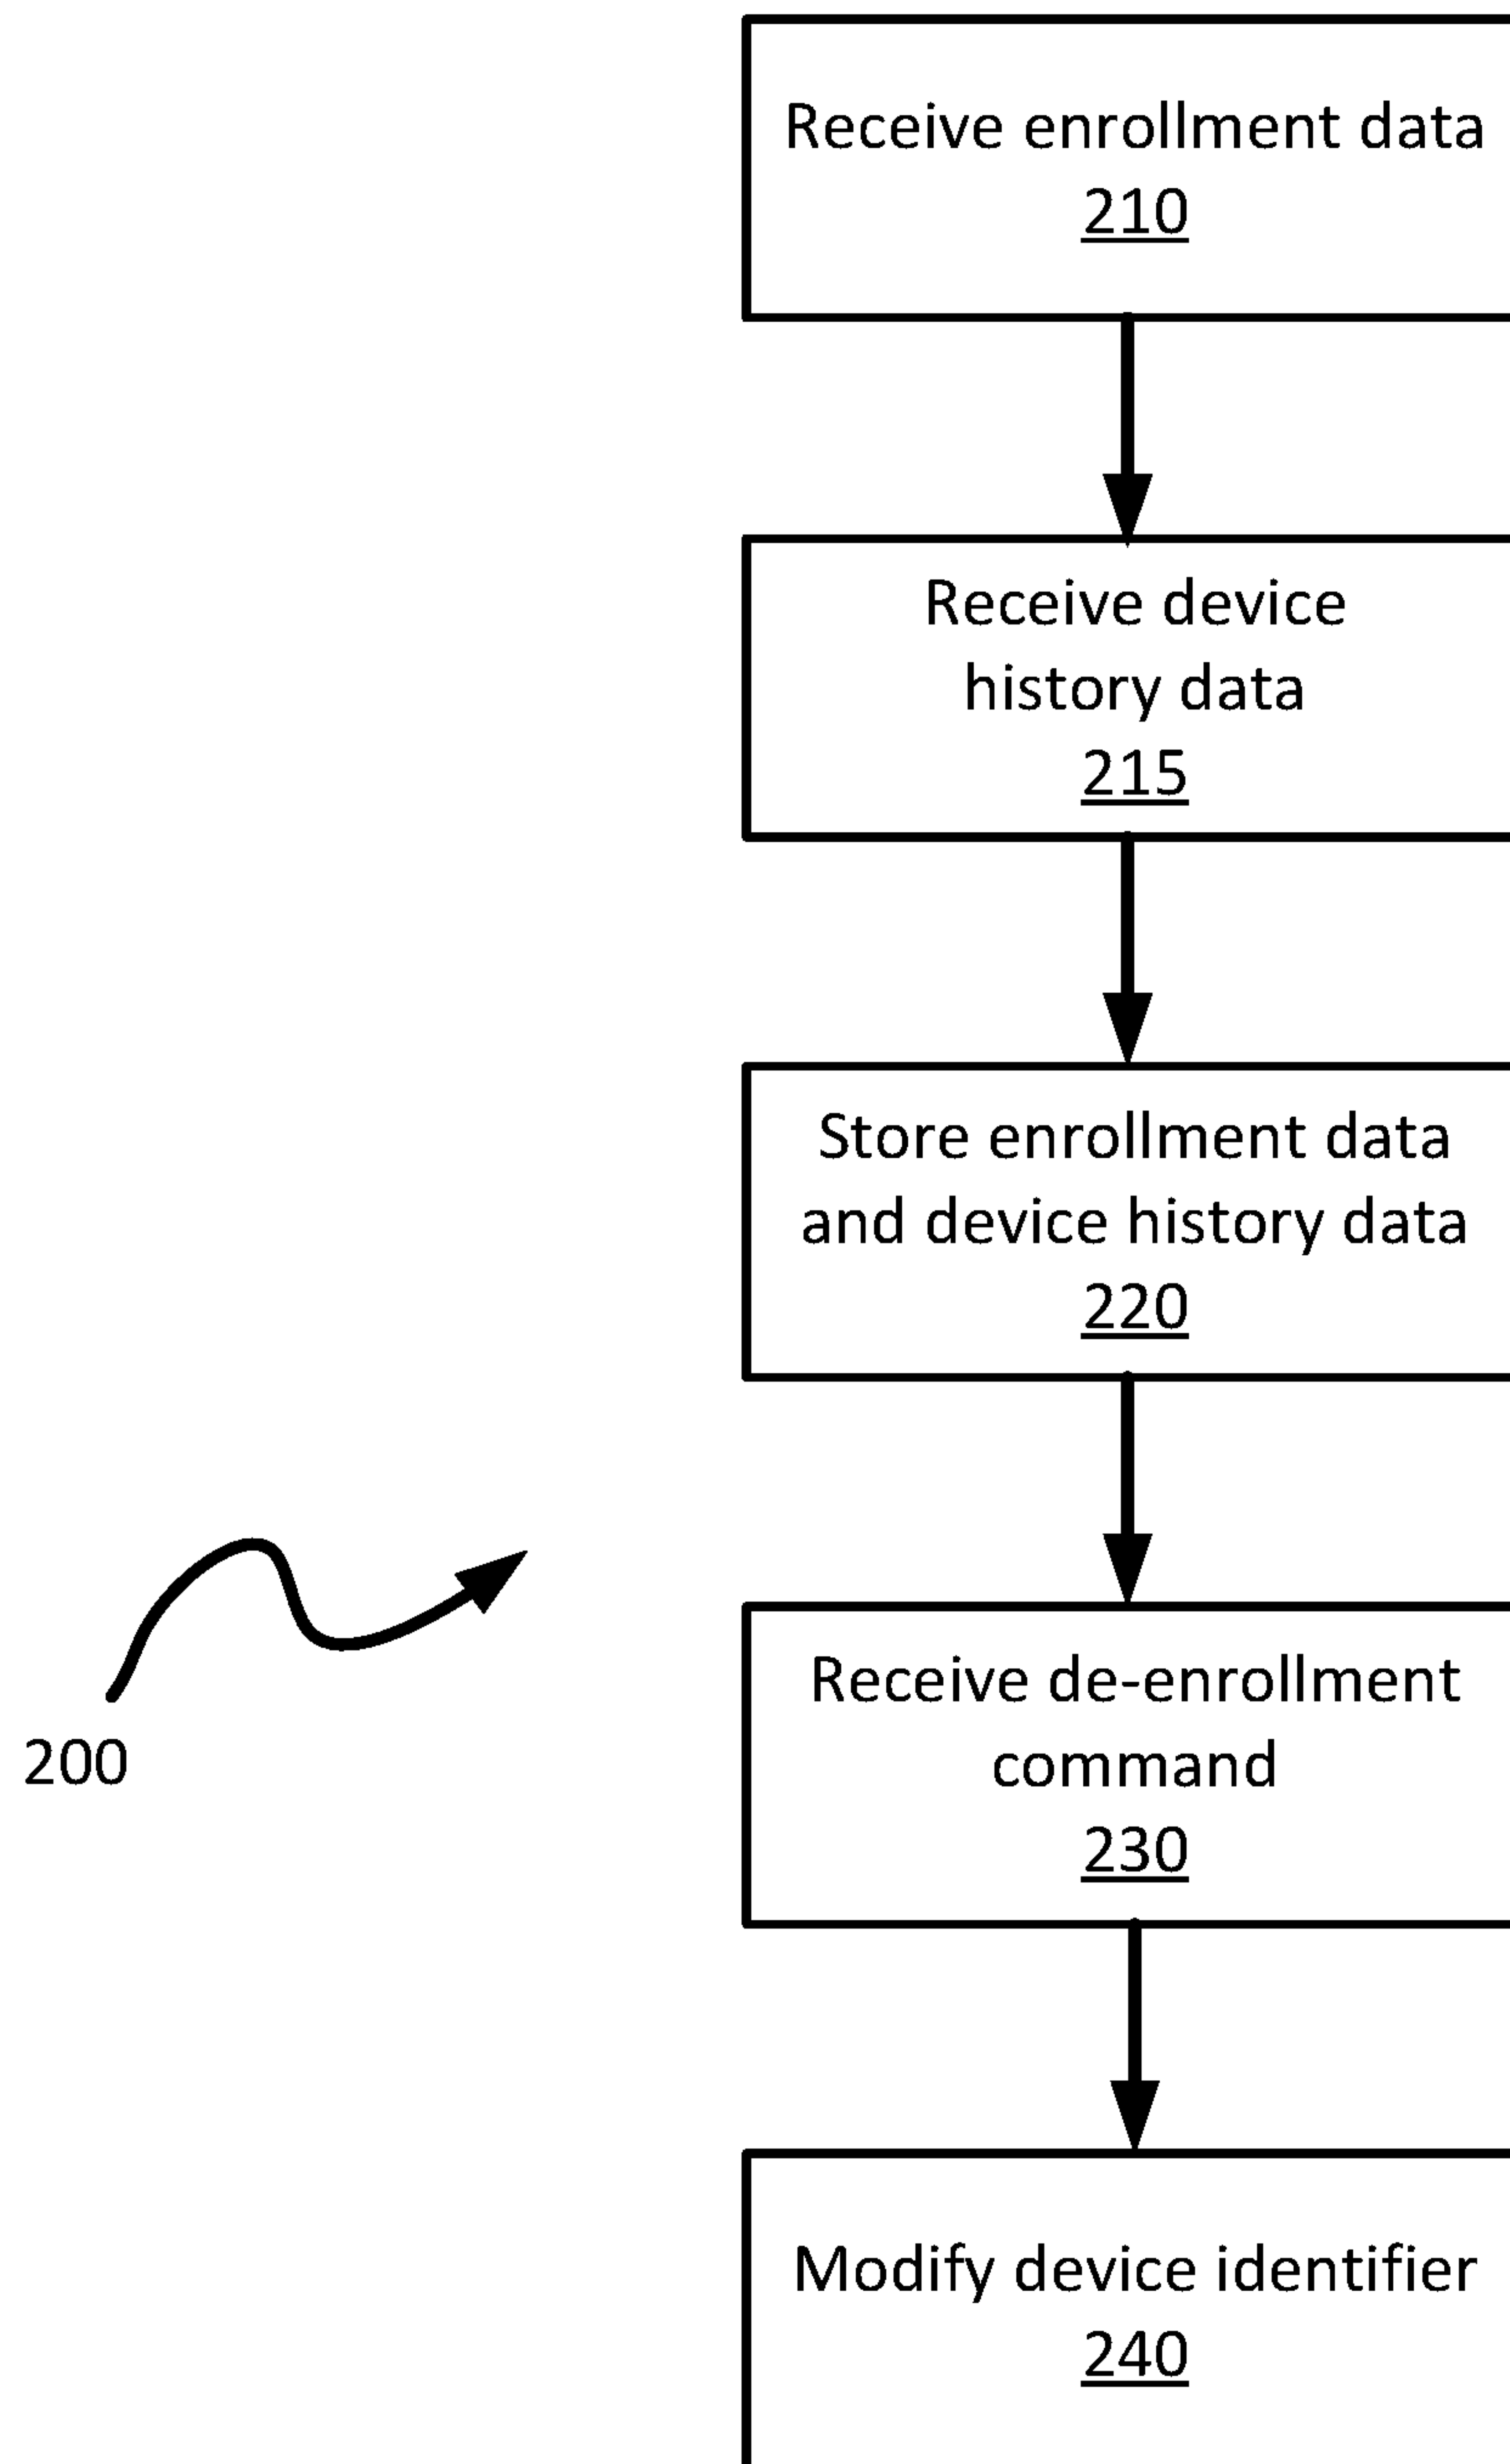 Receive enrollment data
210
Receive device
history data
215
Store enrollment data
and device history data
220
Receive de-enrollment
command
230
200
Modify device identifier
240